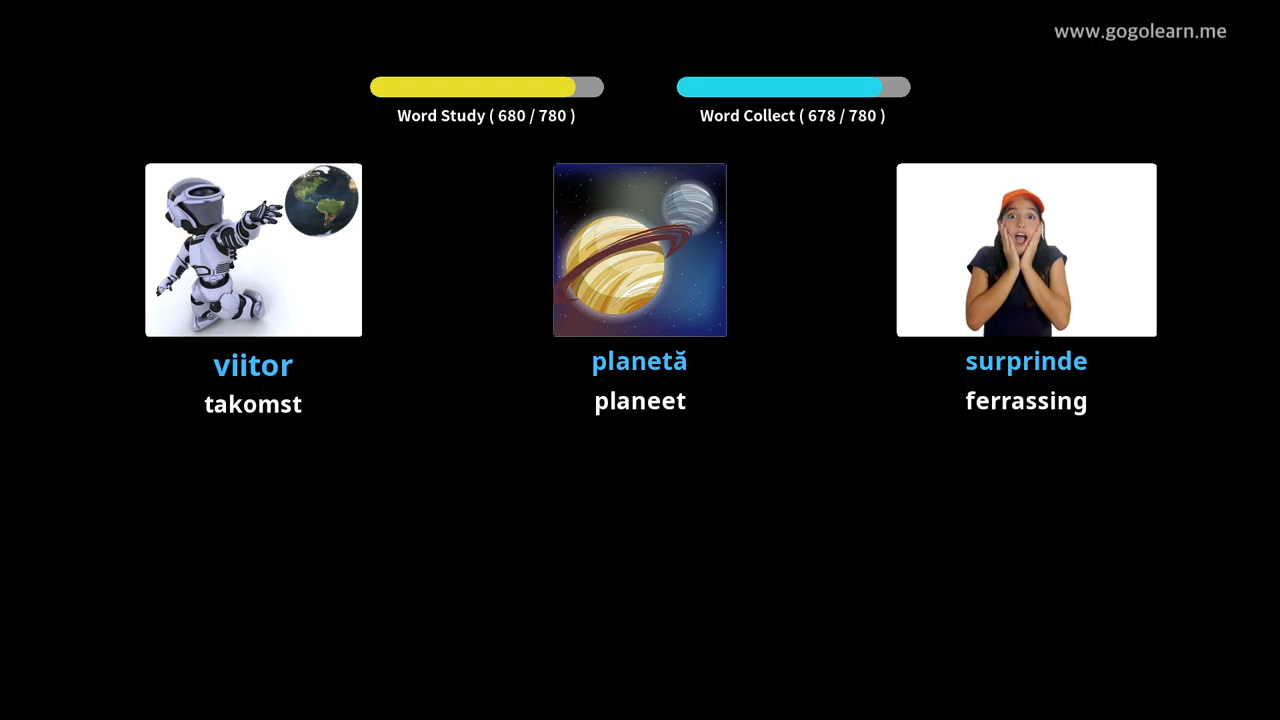 www.gogolearn.me
Word Study ( 680 / 780 )
Word Collect ( 678 / 780 )
viitor
takomst
planetă
planeet
surprinde
ferrassing